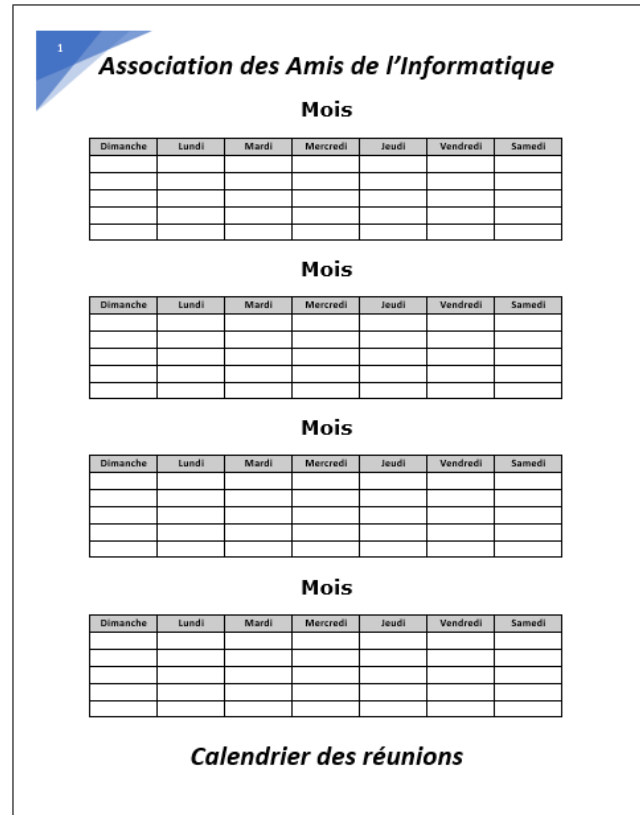 1
Association des Amis de l’Informatique
Mois
Dimanche Lundi Mardi Mercredi Jeudi Vendredi Samedi
Mois
Dimanche Lundi Mardi Mercredi Jeudi Vendredi Samedi
Mois
Dimanche Lundi Mardi Mercredi Jeudi Vendredi Samedi
Mois
Dimanche Lundi Mardi Mercredi Jeudi Vendredi Samedi
Calendrier des réunions